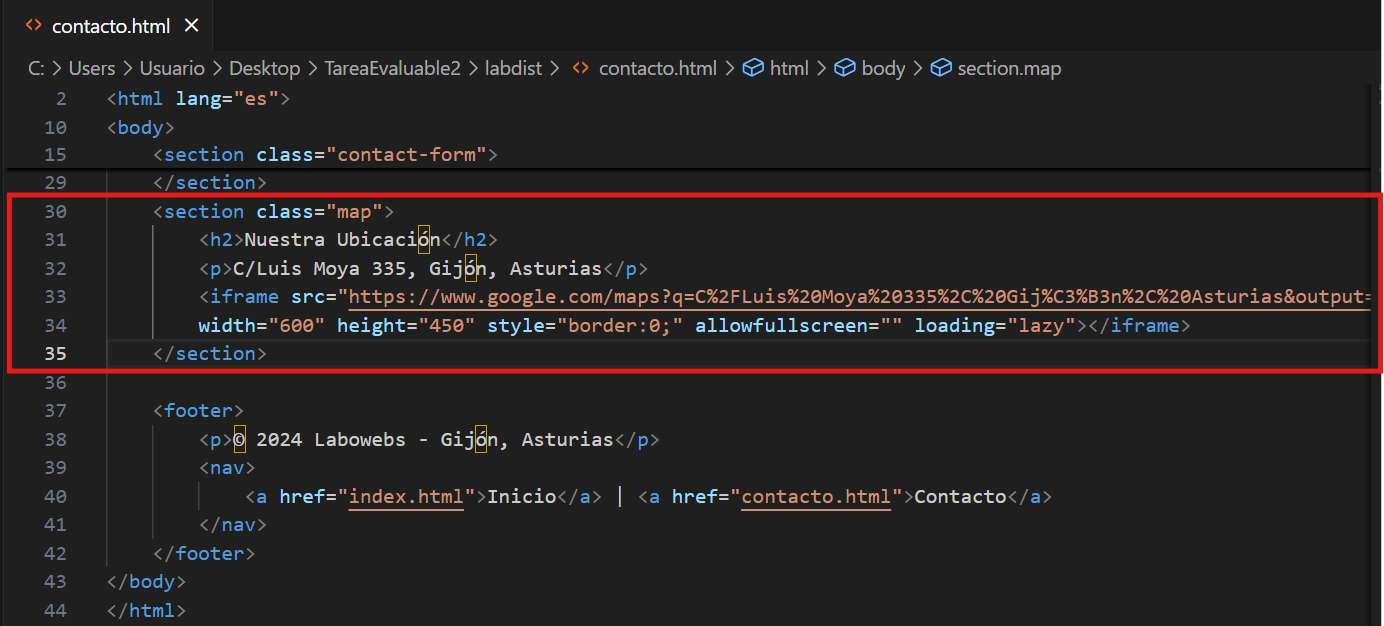 contacto.html
C: > Users > Usuario > Desktop > TareaEvaluable2 > labdist > contacto.html > html > body > section.map
2 <html lang="es">
10 <body>
15 <section class="contact-form">
29 </section>
30 <section class="map">
31 <h2>Nuestra Ubicación</h2>
32 <p>C/Luis Moya 335, Gijón, Asturias</p>
33 <iframe src="https://www.google.com/maps?q=C%2FLuis%20Moya%20335%2C%20Gij%C3%B3n%2C%20Asturias&output=
34 width="600" height="450" style="border:0;" allowfullscreen="" loading="lazy"></iframe>
35 </section>
36
37 <footer>
38 <p>© 2024 Labowebs - Gijón, Asturias</p>
39 <nav>
40 <a href="index.html">Inicio</a> | <a href="contacto.html">Contacto</a>
41 </nav>
42 </footer>
43 </body>
44 </html>